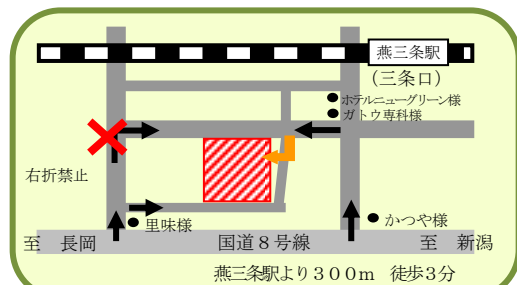 燕三条駅
(三条口)
● ホテルニューグリーン様
● ガトウ専科様
右折禁止
● 里味様
● かつや様
至 長岡
国道８号線
至 新潟
燕三条駅より３００ｍ 徒歩３分